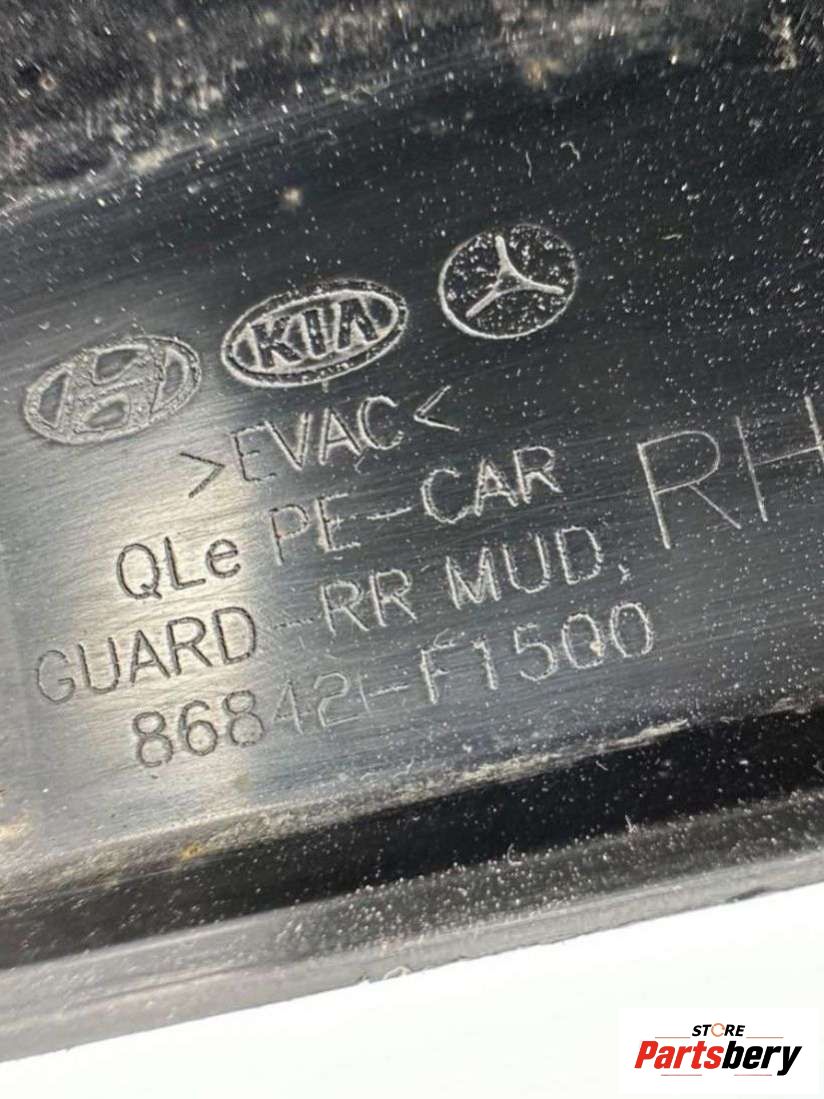 KIA
>EVAC<
QLe PE-CAR
GUARD-RR MUD, RH
86842-F1500
STORE
Partsbery